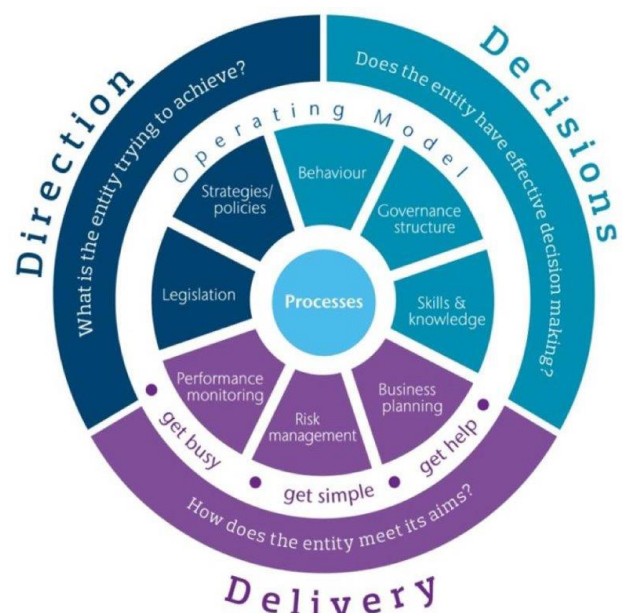 Direction
What is the entity trying to achieve?
Decisions
Does the entity have effective decision making?
Operating Model
Strategies/
policies
Behaviour
Governance
structure
Legislation
Processes
Skills &
knowledge
Performance
monitoring
Risk
management
Business
planning
get busy
get simple
get help
How does the entity meet its aims?
Delivery